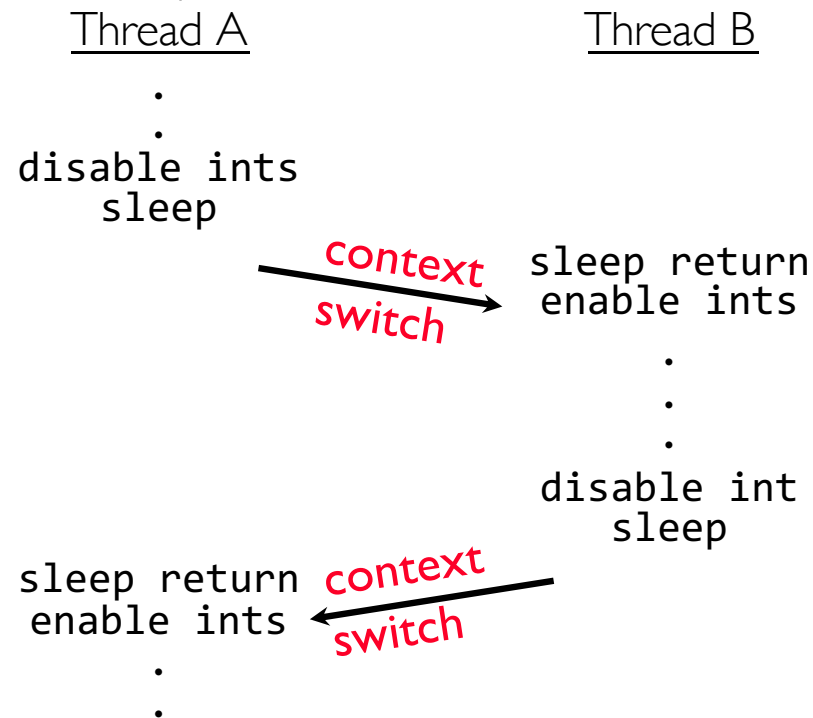 Thread A
Thread B
.
.
disable ints
sleep
context
switch
sleep return
enable ints
.
.
.
disable int
sleep
context
switch
sleep return
enable ints
.
.